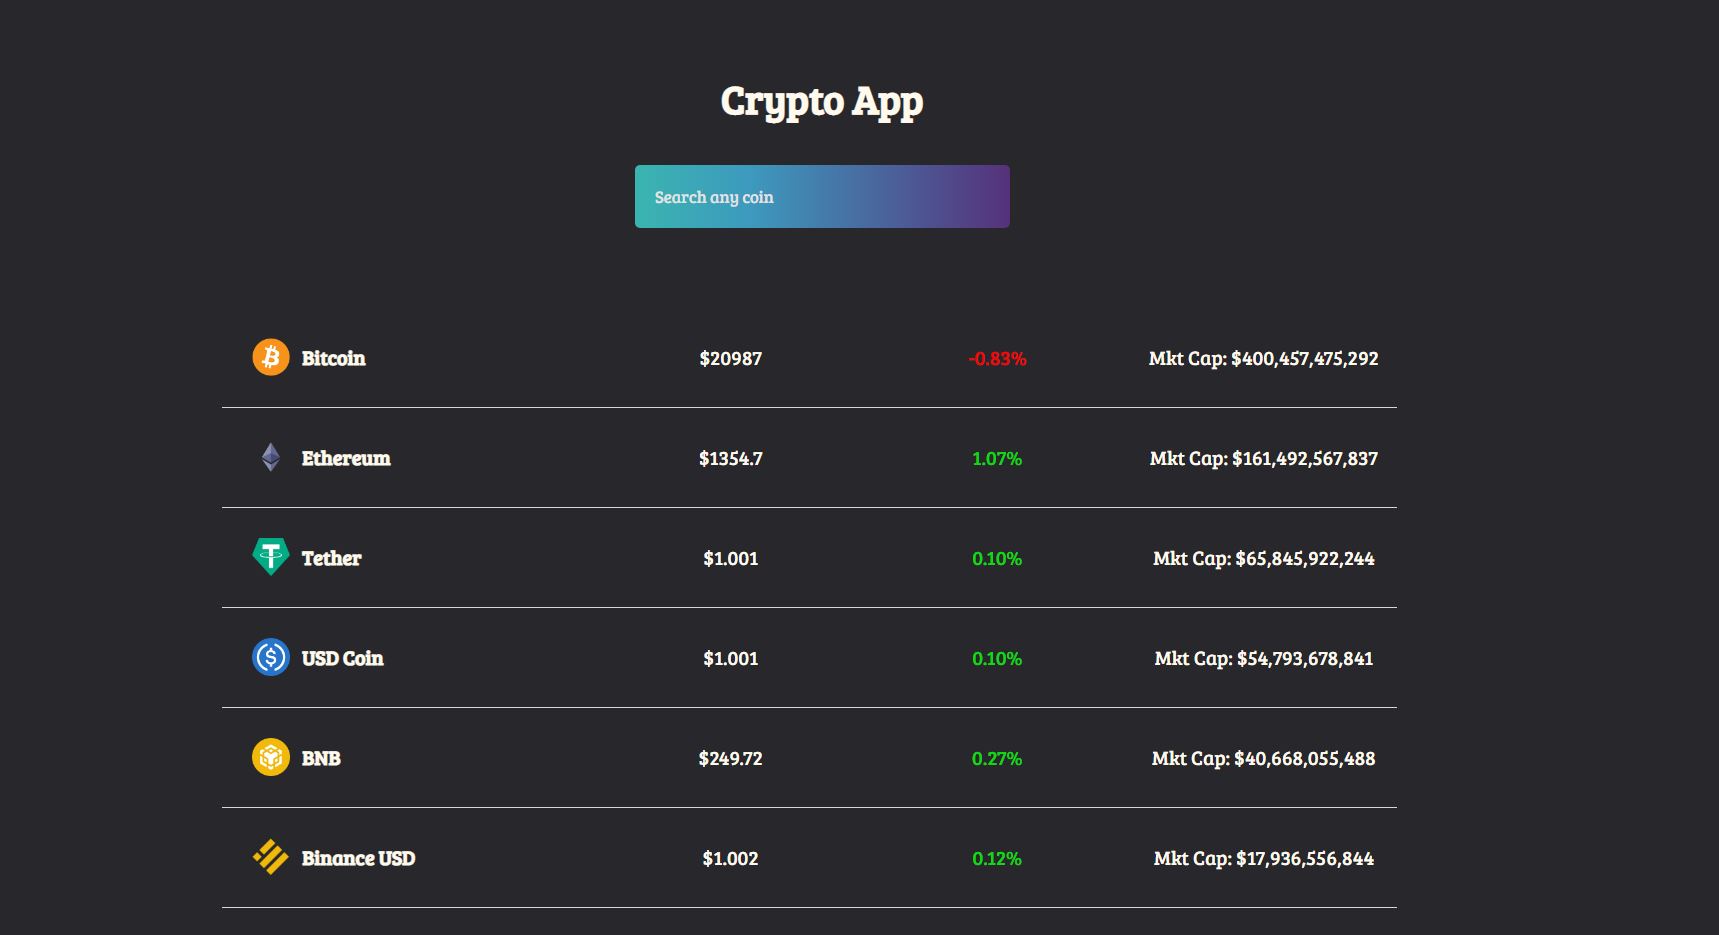 Crypto App
Search any coin
Bitcoin $20987 -0.83% Mkt Cap: $400,457,475,292
Ethereum $1354.7 1.07% Mkt Cap: $161,492,567,837
Tether $1.001 0.10% Mkt Cap: $65,845,922,244
USD Coin $1.001 0.10% Mkt Cap: $54,793,678,841
BNB $249.72 0.27% Mkt Cap: $40,668,055,488
Binance USD $1.002 0.12% Mkt Cap: $17,936,556,844